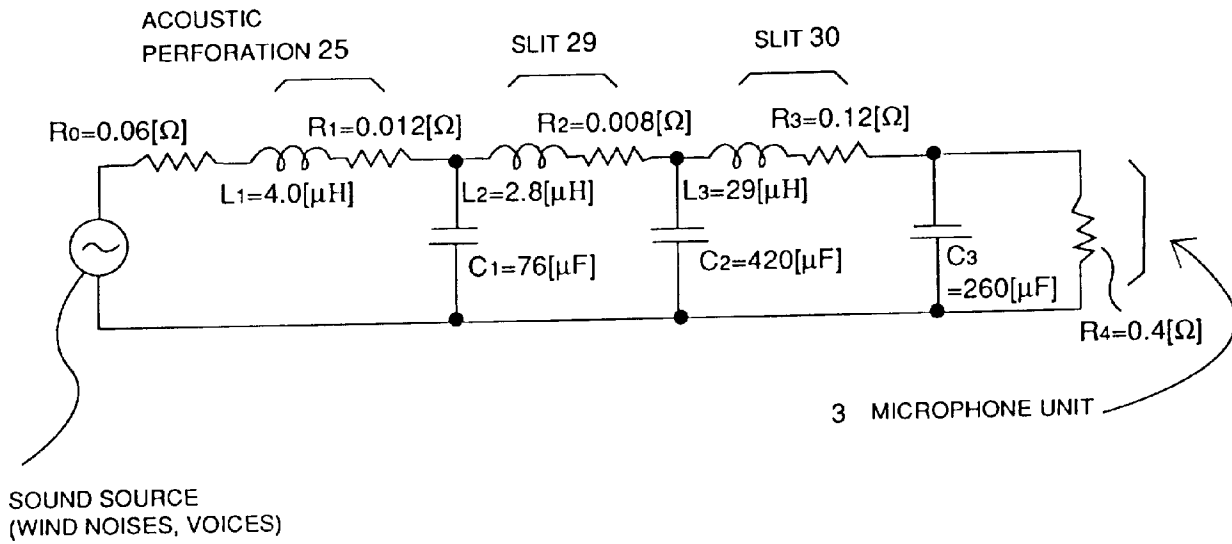 ACOUSTIC
PERFORATION 25
SLIT 29
SLIT 30
R0=0.06[Ω]
R1=0.012[Ω]
R2=0.008[Ω]
R3=0.12[Ω]
L1=4.0[μH]
L2=2.8[μH]
L3=29[μH]
C1=76[μF]
C2=420[μF]
C3
=260[μF]
R4=0.4[Ω]
3 MICROPHONE UNIT
SOUND SOURCE
(WIND NOISES, VOICES)